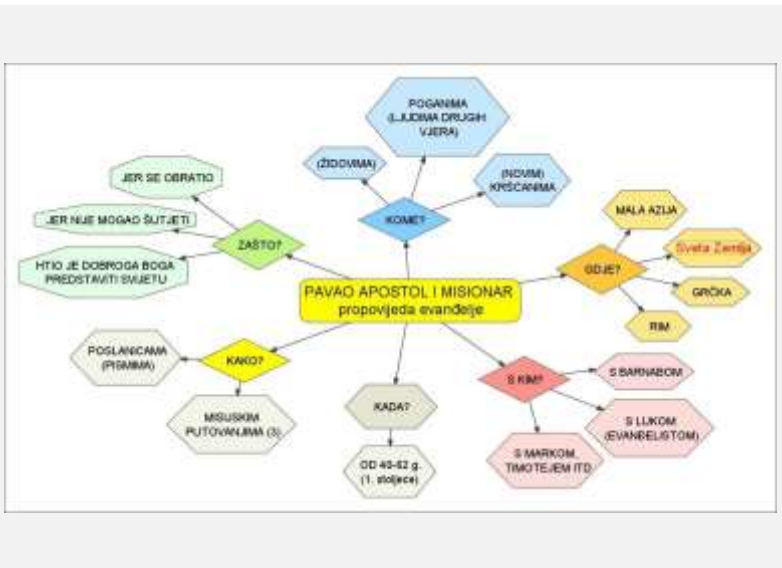 PAVAO APOSTOL I MISIONAR
propovijeda evanđelje
ZAŠTO?
JER SE OBRATIO
JER NIJE MOGAO ŠUTJETI
HTIO JE DOBROGA BOGA
PREDSTAVITI SVIJETU
KOME?
(ŽIDOVIMA)
POGANIMA
(LJUDIMA DRUGIH
VJERA)
(NOVIM)
KRŠĆANIMA
GDJE?
MALA AZIJA
Sveta Zemlja
GRČKA
RIM
S KIM?
S BARNABOM
S LUKOM
(EVANĐELISTOM)
S MARKOM,
TIMOTEJEM ITD
KADA?
OD 40-62 g.
(1. stoljeće)
KAKO?
POSLANICAMA
(PISMIMA)
MISIJSKIM
PUTOVANJIMA (3)